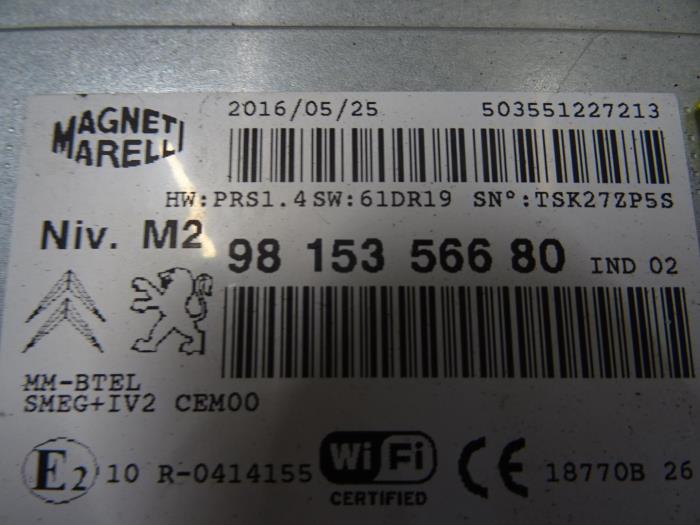 MAGNETI
MARELLI
2016/05/25 503551227213
HW:PRS1.4 SW:61DR19 SN°:TSK27ZP5S
Niv. M2 98 153 566 80 IND 02
MM-BTEL
SMEG+IV2 CEM00
E2 10 R-0414155 WiFi CERTIFIED CE 18770B 26